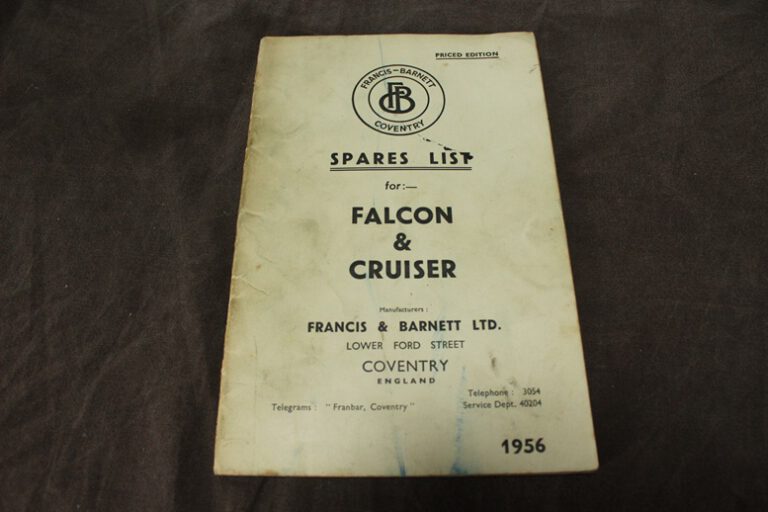 PRICED EDITION
FRANCIS-BARNETT
FB
COVENTRY
SPARES LIST
for:—
FALCON
&
CRUISER
Manufacturers:
FRANCIS & BARNETT LTD.
LOWER FORD STREET
COVENTRY
ENGLAND
Telephone: 3054
Telegrams: "Franbar, Coventry" Service Dept. 40204
1956